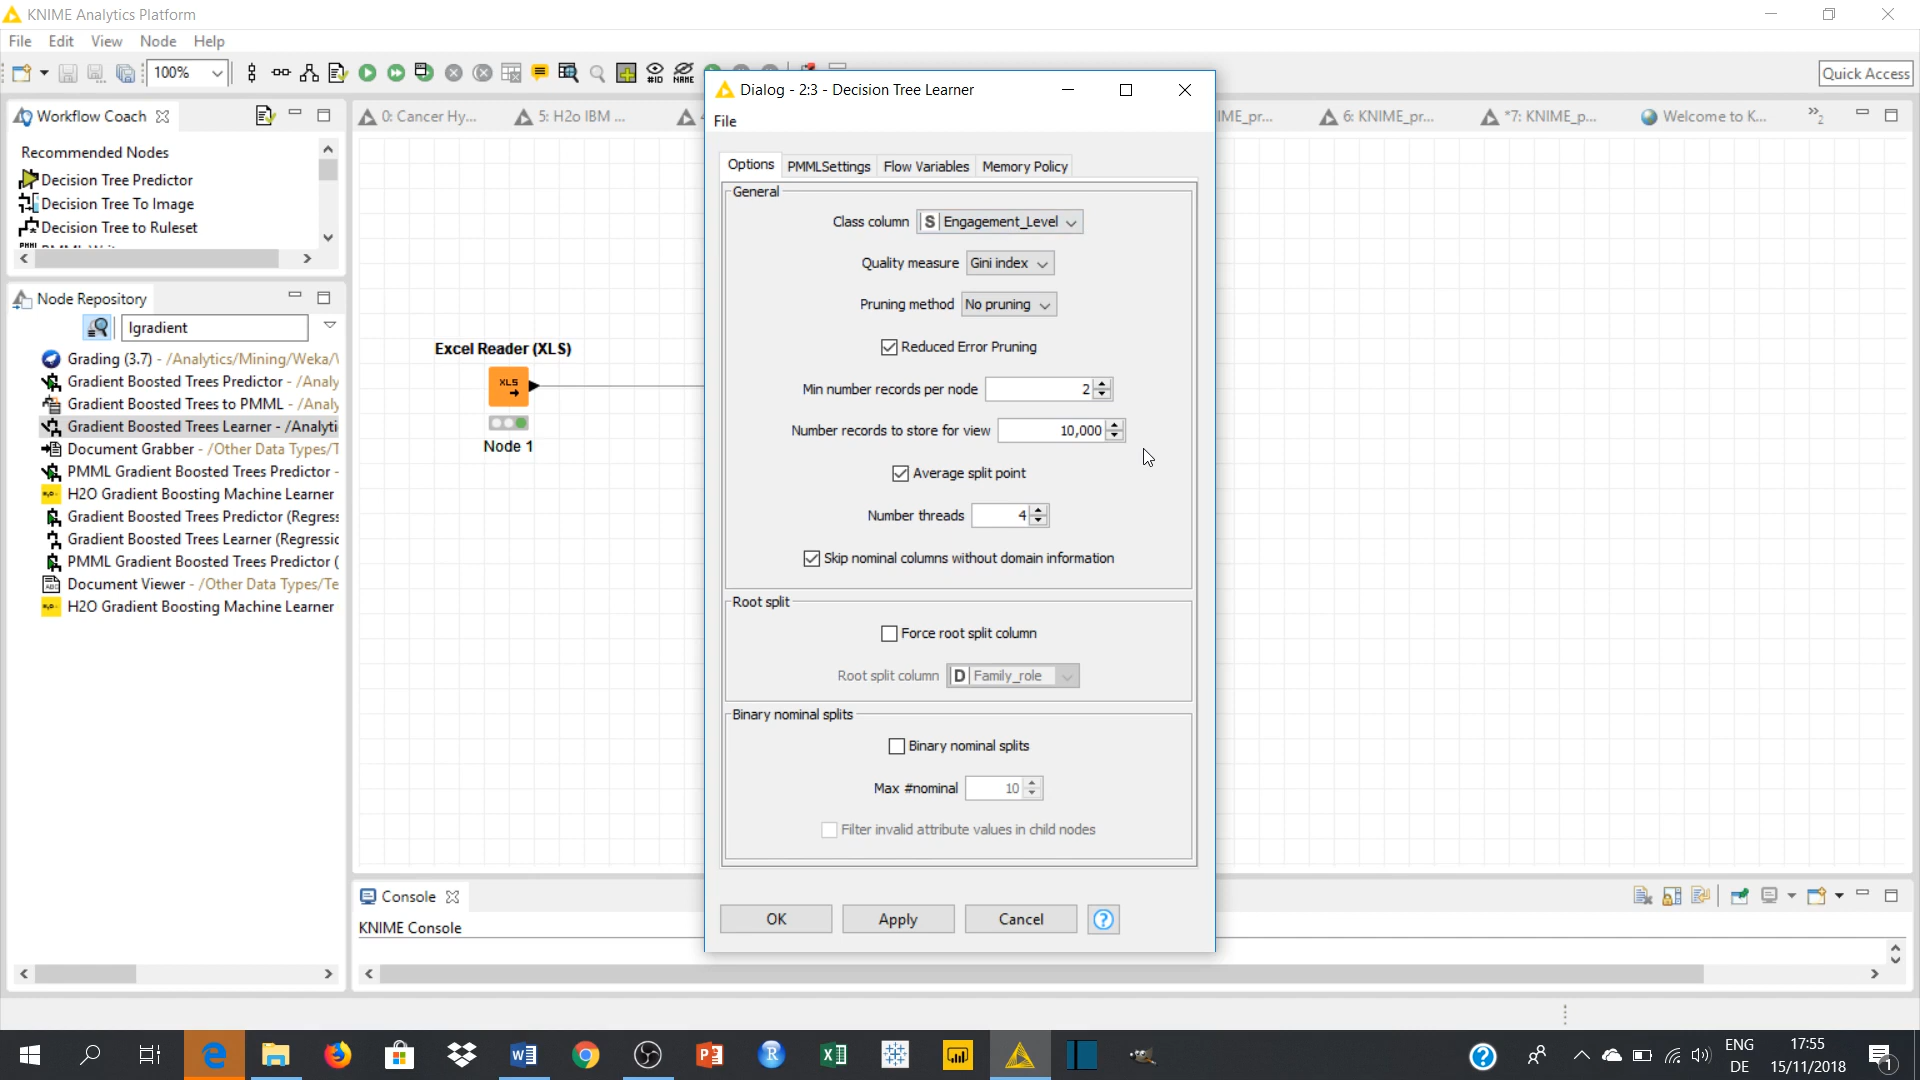 KNIME Analytics Platform
File Edit View Node Help
100%
Quick Access
Workflow Coach
Recommended Nodes
Decision Tree Predictor
Decision Tree To Image
Decision Tree to Ruleset
Node Repository
lgradient
Grading (3.7) - /Analytics/Mining/Weka/
Gradient Boosted Trees Predictor - /Analy
Gradient Boosted Trees to PMML - /Analy
Gradient Boosted Trees Learner - /Analyti
Document Grabber - /Other Data Types/T
PMML Gradient Boosted Trees Predictor -
H2O Gradient Boosting Machine Learner
Gradient Boosted Trees Predictor (Regres
Gradient Boosted Trees Learner (Regressic
PMML Gradient Boosted Trees Predictor (
Document Viewer - /Other Data Types/Te
H2O Gradient Boosting Machine Learner
0: Cancer Hy... 5: H2o IBM ... IME_pr... 6: KNIME_pr... *7: KNIME_p... Welcome to K... »2
Excel Reader (XLS)
XLS
Node 1
Dialog - 2:3 - Decision Tree Learner
File
Options PMMLSettings Flow Variables Memory Policy
General
Class column S Engagement_Level
Quality measure Gini index
Pruning method No pruning
Reduced Error Pruning
Min number records per node 2
Number records to store for view 10,000
Average split point
Number threads 4
Skip nominal columns without domain information
Root split
Force root split column
Root split column D Family_role
Binary nominal splits
Binary nominal splits
Max #nominal 10
Filter invalid attribute values in child nodes
OK Apply Cancel ?
Console
KNIME Console
ENG
DE
17:55
15/11/2018
1